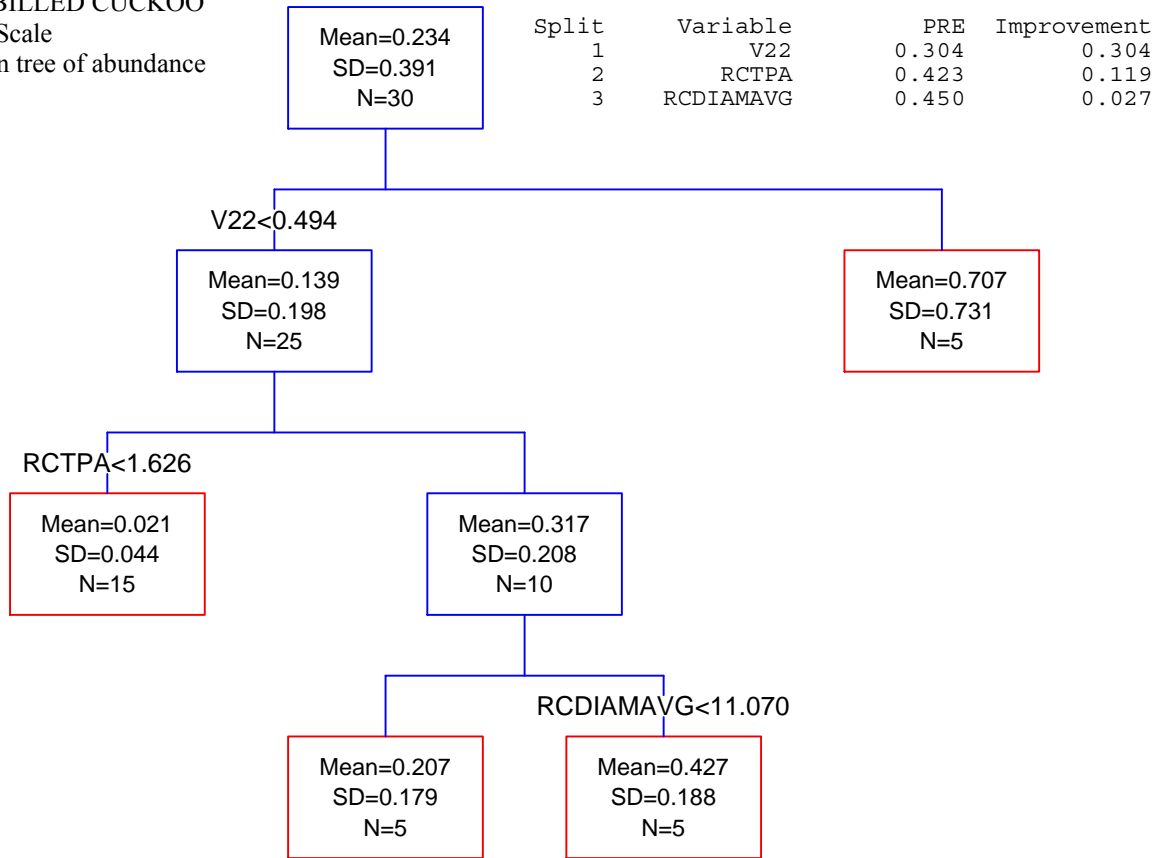 BILLED CUCKOO
Scale
n tree of abundance
Split Variable PRE Improvement
1 V22 0.304 0.304
2 RCTPA 0.423 0.119
3 RCDIAMAVG 0.450 0.027
Mean=0.234
SD=0.391
N=30
V22<0.494
Mean=0.139
SD=0.198
N=25
Mean=0.707
SD=0.731
N=5
RCTPA<1.626
Mean=0.021
SD=0.044
N=15
Mean=0.317
SD=0.208
N=10
RCDIAMAVG<11.070
Mean=0.207
SD=0.179
N=5
Mean=0.427
SD=0.188
N=5